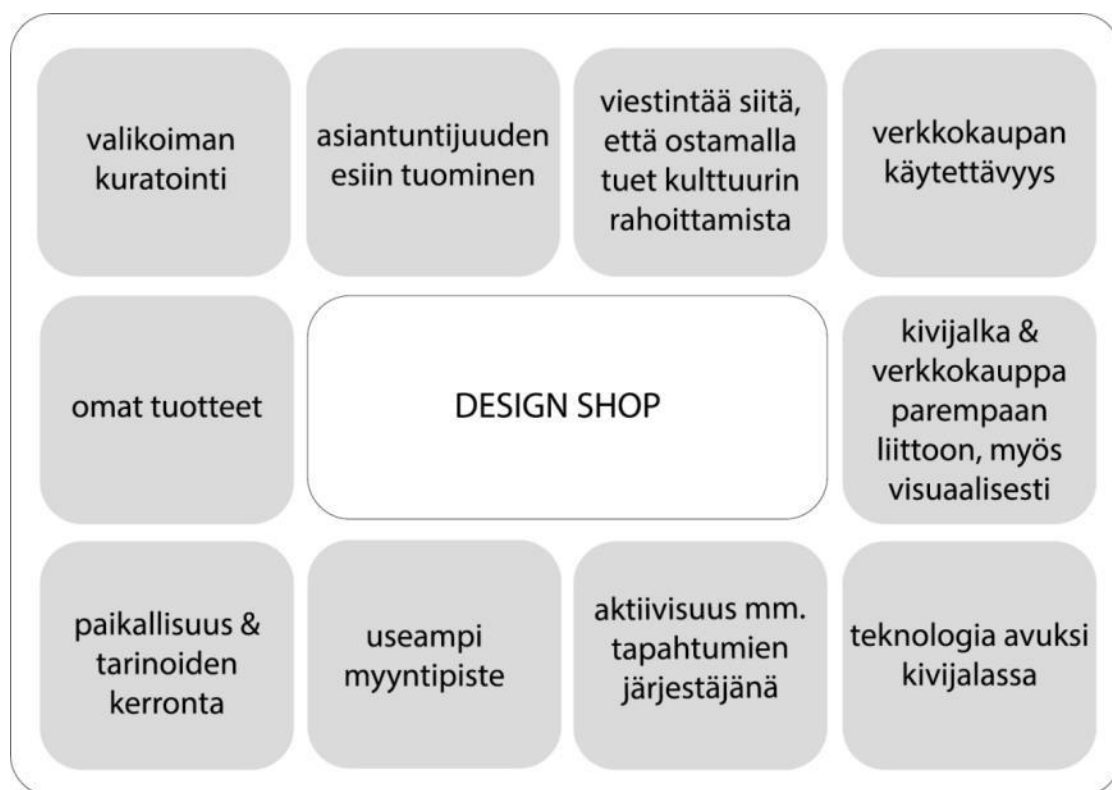 valikoiman
kuratointi
asiantuntijuuden
esiin tuominen
viestintää siitä,
että ostamalla
tuet kulttuurin
rahoittamista
verkkokaupan
käytettävyys
omat tuotteet
DESIGN SHOP
kivijalka &
verkkokauppa
parempaan
liittoon, myös
visuaalisesti
paikallisuus &
tarinoiden
kerronta
useampi
myyntipiste
aktiivisuus mm.
tapahtumien
järjestäjänä
teknologia avuksi
kivijalassa